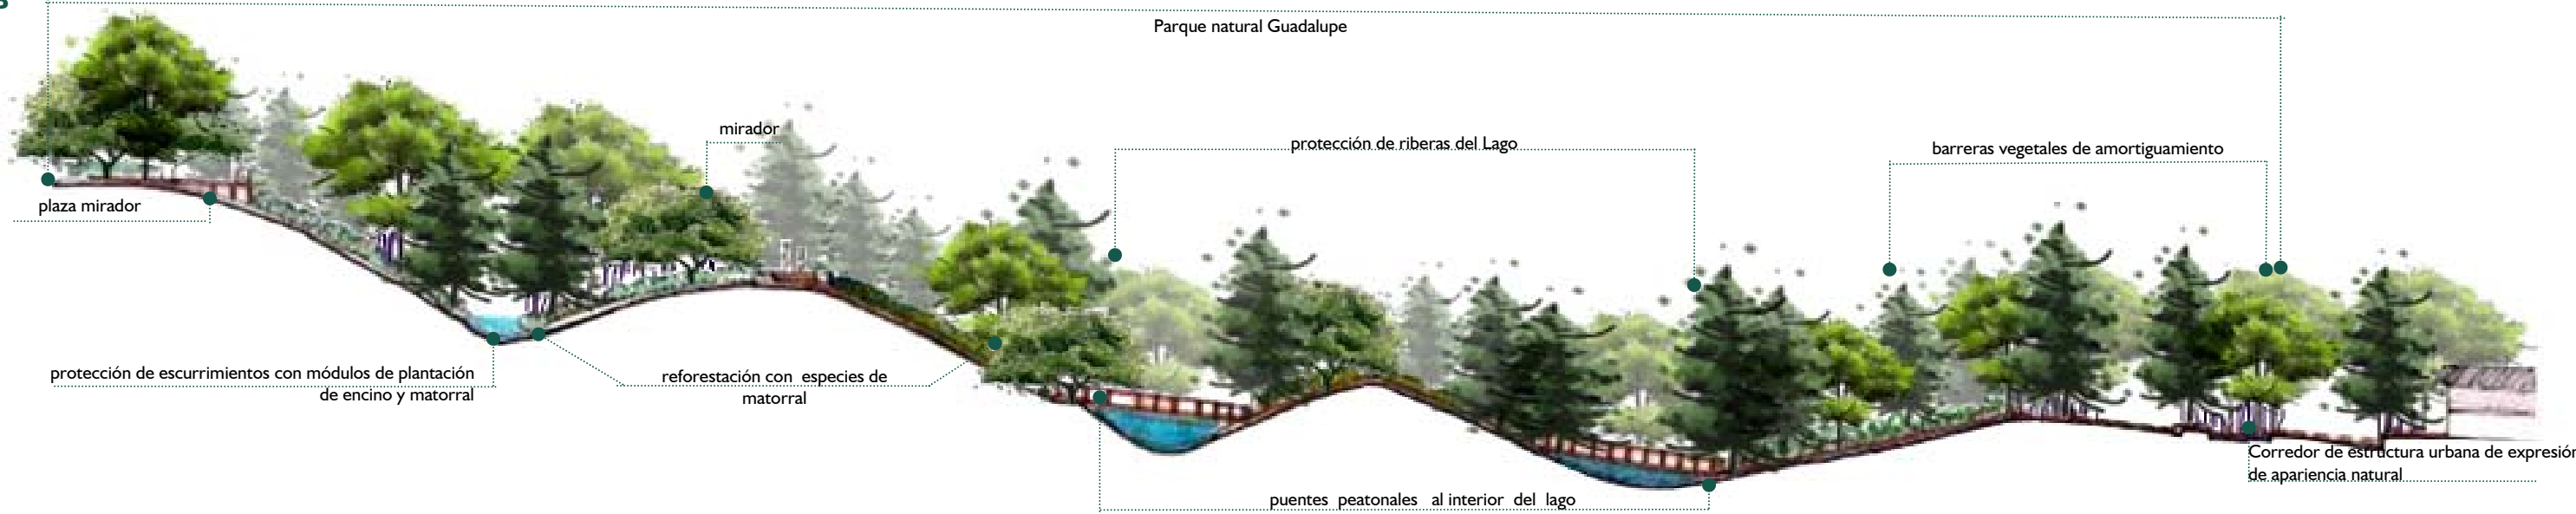 Parque natural Guadalupe
mirador
protección de riberas del Lago
barreras vegetales de amortiguamiento
plaza mirador
protección de escurrimientos con módulos de plantación
de encino y matorral
reforestación con especies de
matorral
Corredor de estructura urbana de expresión
de apariencia natural
puentes peatonales al interior del lago